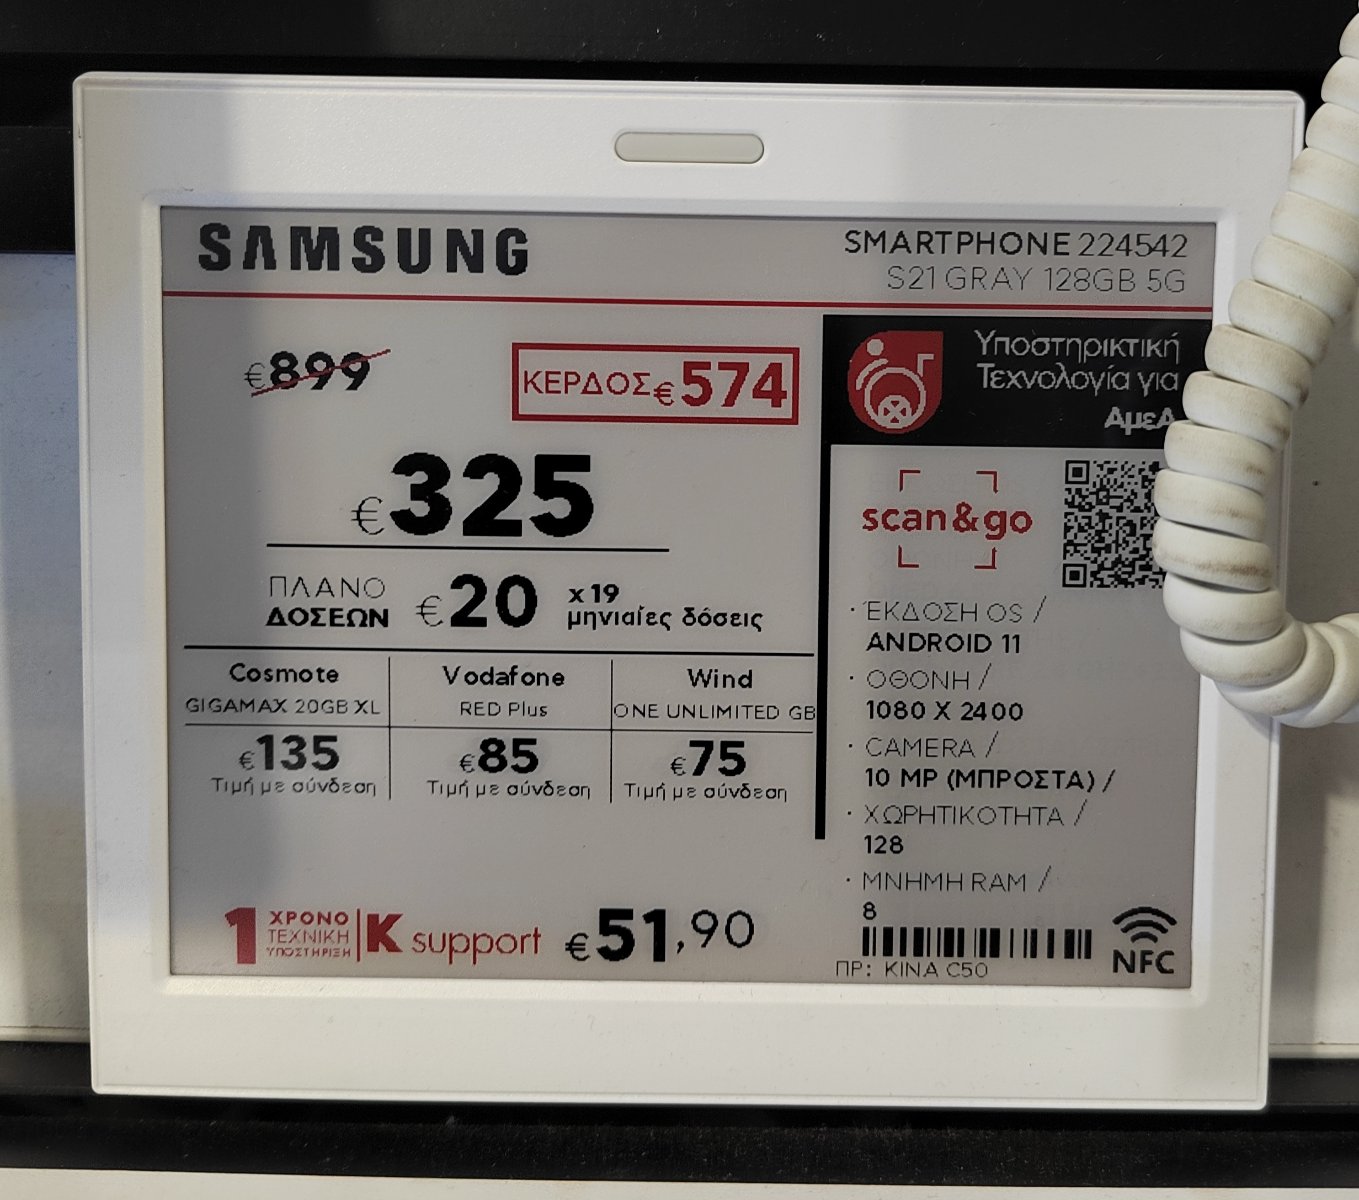 SAMSUNG
SMARTPHONE 224542
S21 GRAY 128GB 5G
€899
ΚΕΡΔΟΣ €574
€325
ΠΛΑΝΟ
ΔΟΣΕΩΝ
€20
x19
μηνιαίες δόσεις
Cosmote
GIGAMAX 20GB XL
€135
Τιμή με σύνδεση
Vodafone
RED Plus
€85
Τιμή με σύνδεση
Wind
ONE UNLIMITED GB
€75
Τιμή με σύνδεση
1 ΧΡΟΝΟ
ΤΕΧΝΙΚΗ
ΥΠΟΣΤΗΡΙΞΗ
K support
€51,90
Υποστηρικτική
Τεχνολογία για
ΑμεΑ
scan&go
· ΈΚΔΟΣΗ OS /
ANDROID 11
· ΟΘΟΝΗ /
1080 X 2400
· CAMERA /
10 MP (ΜΠΡΟΣΤΑ) /
· ΧΩΡΗΤΙΚΟΤΗΤΑ /
128
· ΜΝΗΜΗ RAM /
8
ΠΡ: ΚΙΝΑ C50
NFC